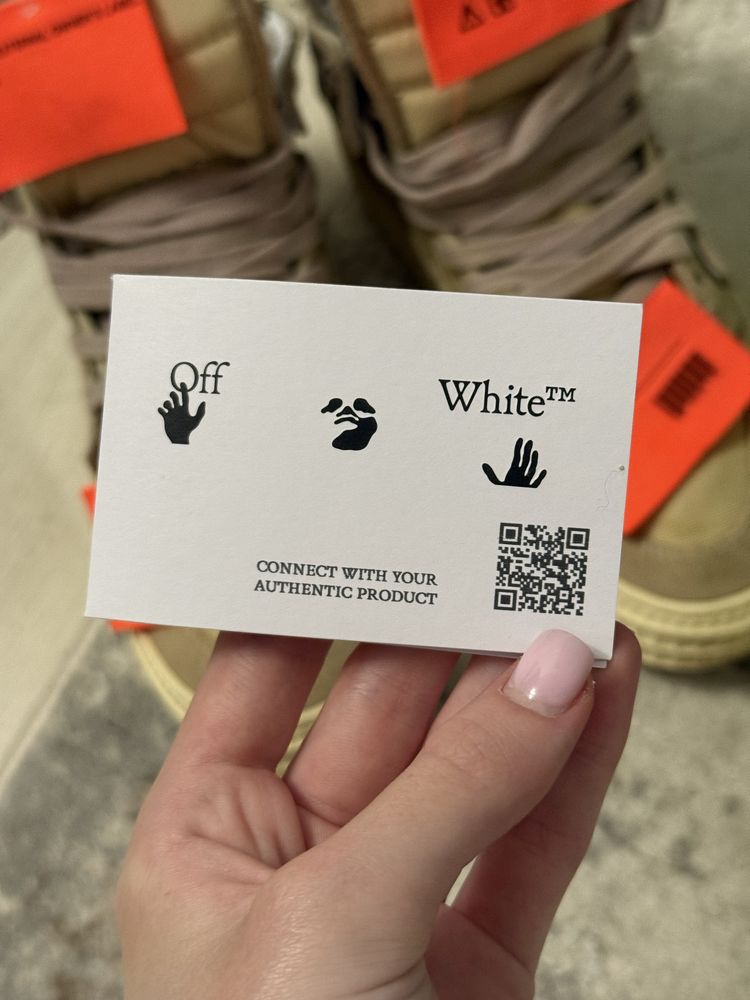 Off
White™
CONNECT WITH YOUR
AUTHENTIC PRODUCT